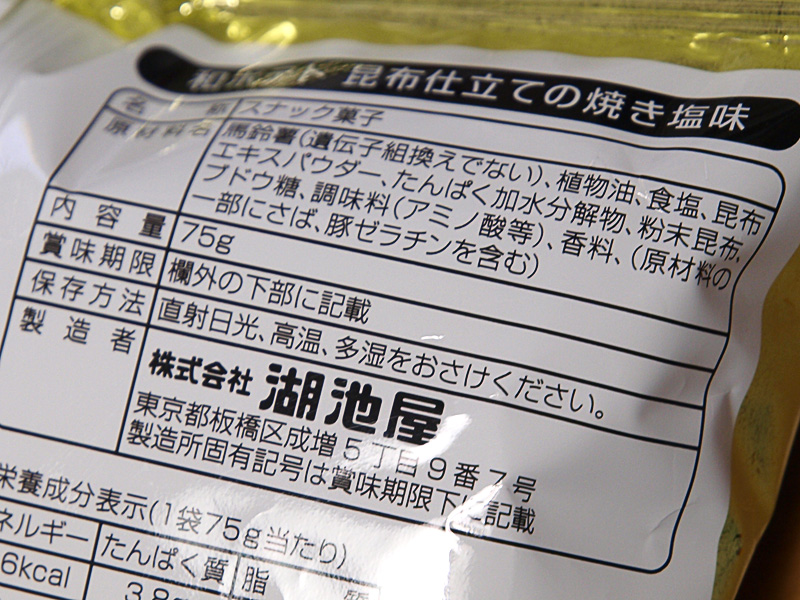 和ポテト 昆布仕立ての焼き塩味
名 称 スナック菓子
原材料名 馬鈴薯(遺伝子組換えでない)、植物油、食塩、昆布
エキスパウダー、たんぱく加水分解物、粉末昆布、
ブドウ糖、調味料(アミノ酸等)、香料、(原材料の
一部にさば、豚ゼラチンを含む)
内容量 75g
賞味期限 欄外の下部に記載
保存方法 直射日光、高温、多湿をおさけください。
製造者 株式会社 湖池屋
東京都板橋区成増5丁目9番7号
製造所固有記号は賞味期限下に記載
栄養成分表示(1袋75g当たり)
ネルギー たんぱく質 脂 質
6kcal 3.8